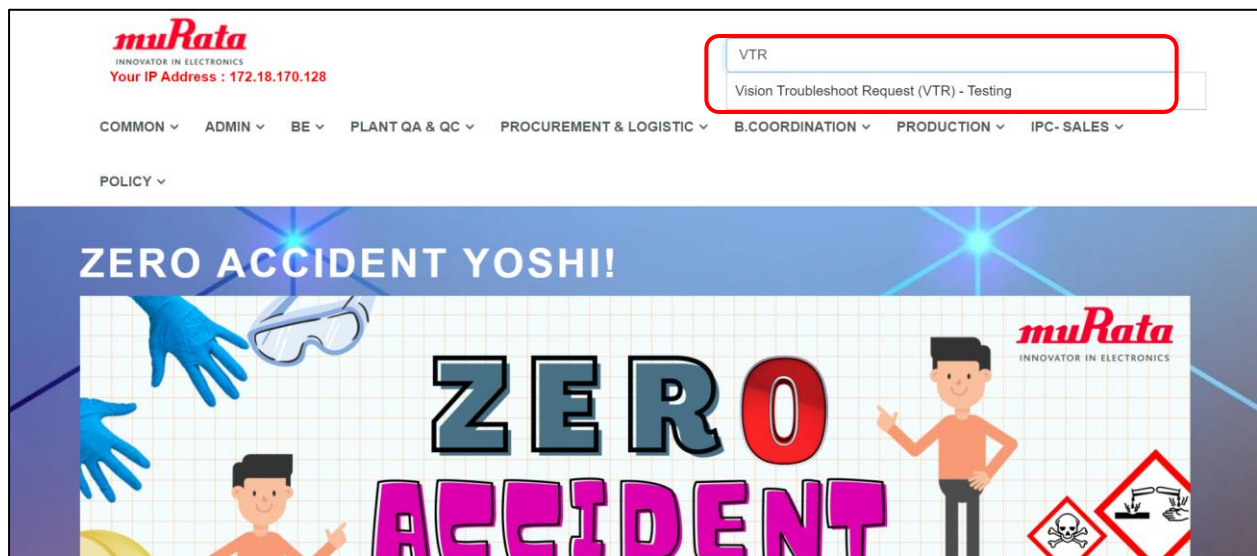 muRata
INNOVATOR IN ELECTRONICS
Your IP Address : 172.18.170.128
VTR
Vision Troubleshoot Request (VTR) - Testing
COMMON ADMIN BE PLANT QA & QC PROCUREMENT & LOGISTIC B.COORDINATION PRODUCTION IPC- SALES
POLICY
ZERO ACCIDENT YOSHI!
muRata
INNOVATOR IN ELECTRONICS
ZERO
ACCIDENT